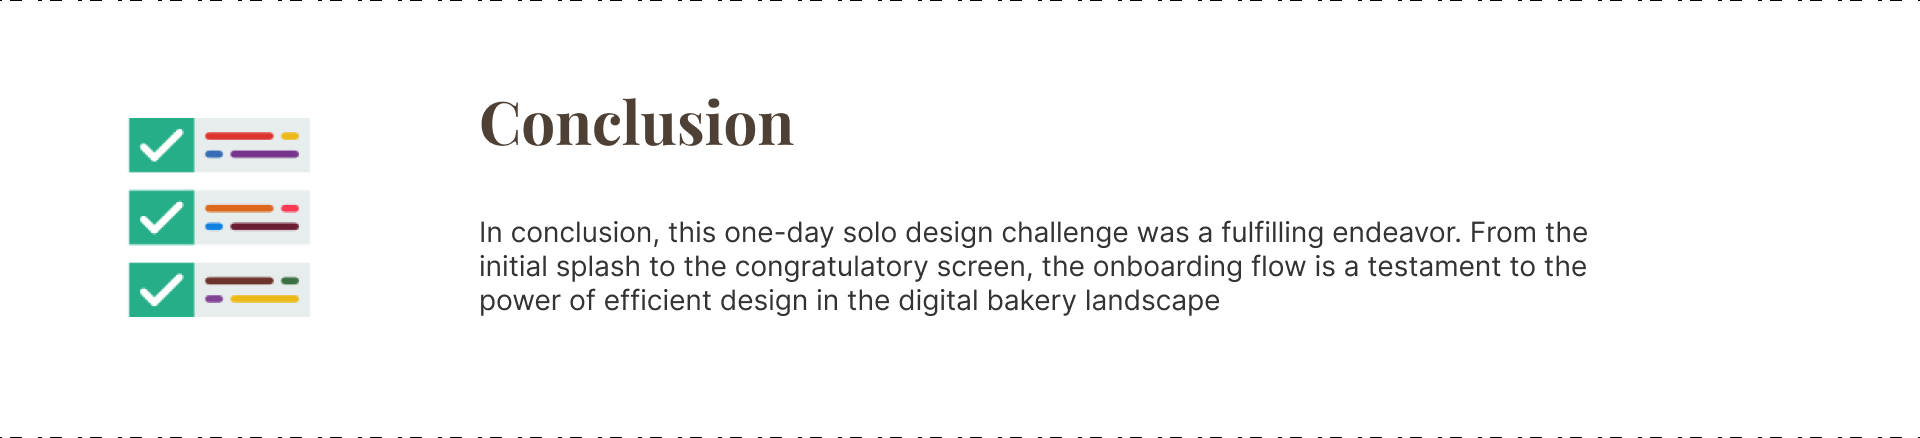 Conclusion
In conclusion, this one-day solo design challenge was a fulfilling endeavor. From the
initial splash to the congratulatory screen, the onboarding flow is a testament to the
power of efficient design in the digital bakery landscape